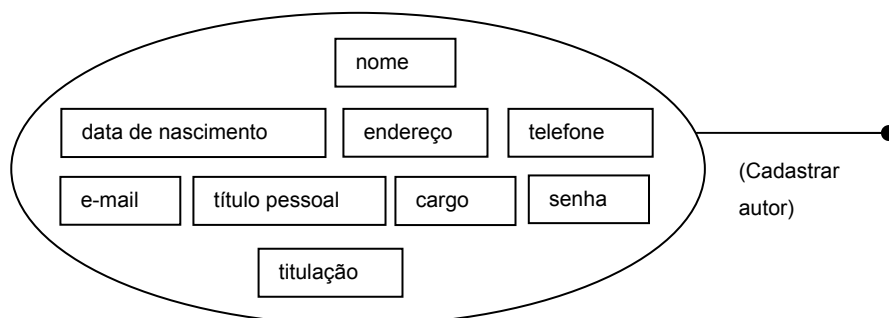 nome
data de nascimento
endereço
telefone
e-mail
título pessoal
cargo
senha
(Cadastrar
autor)
titulação